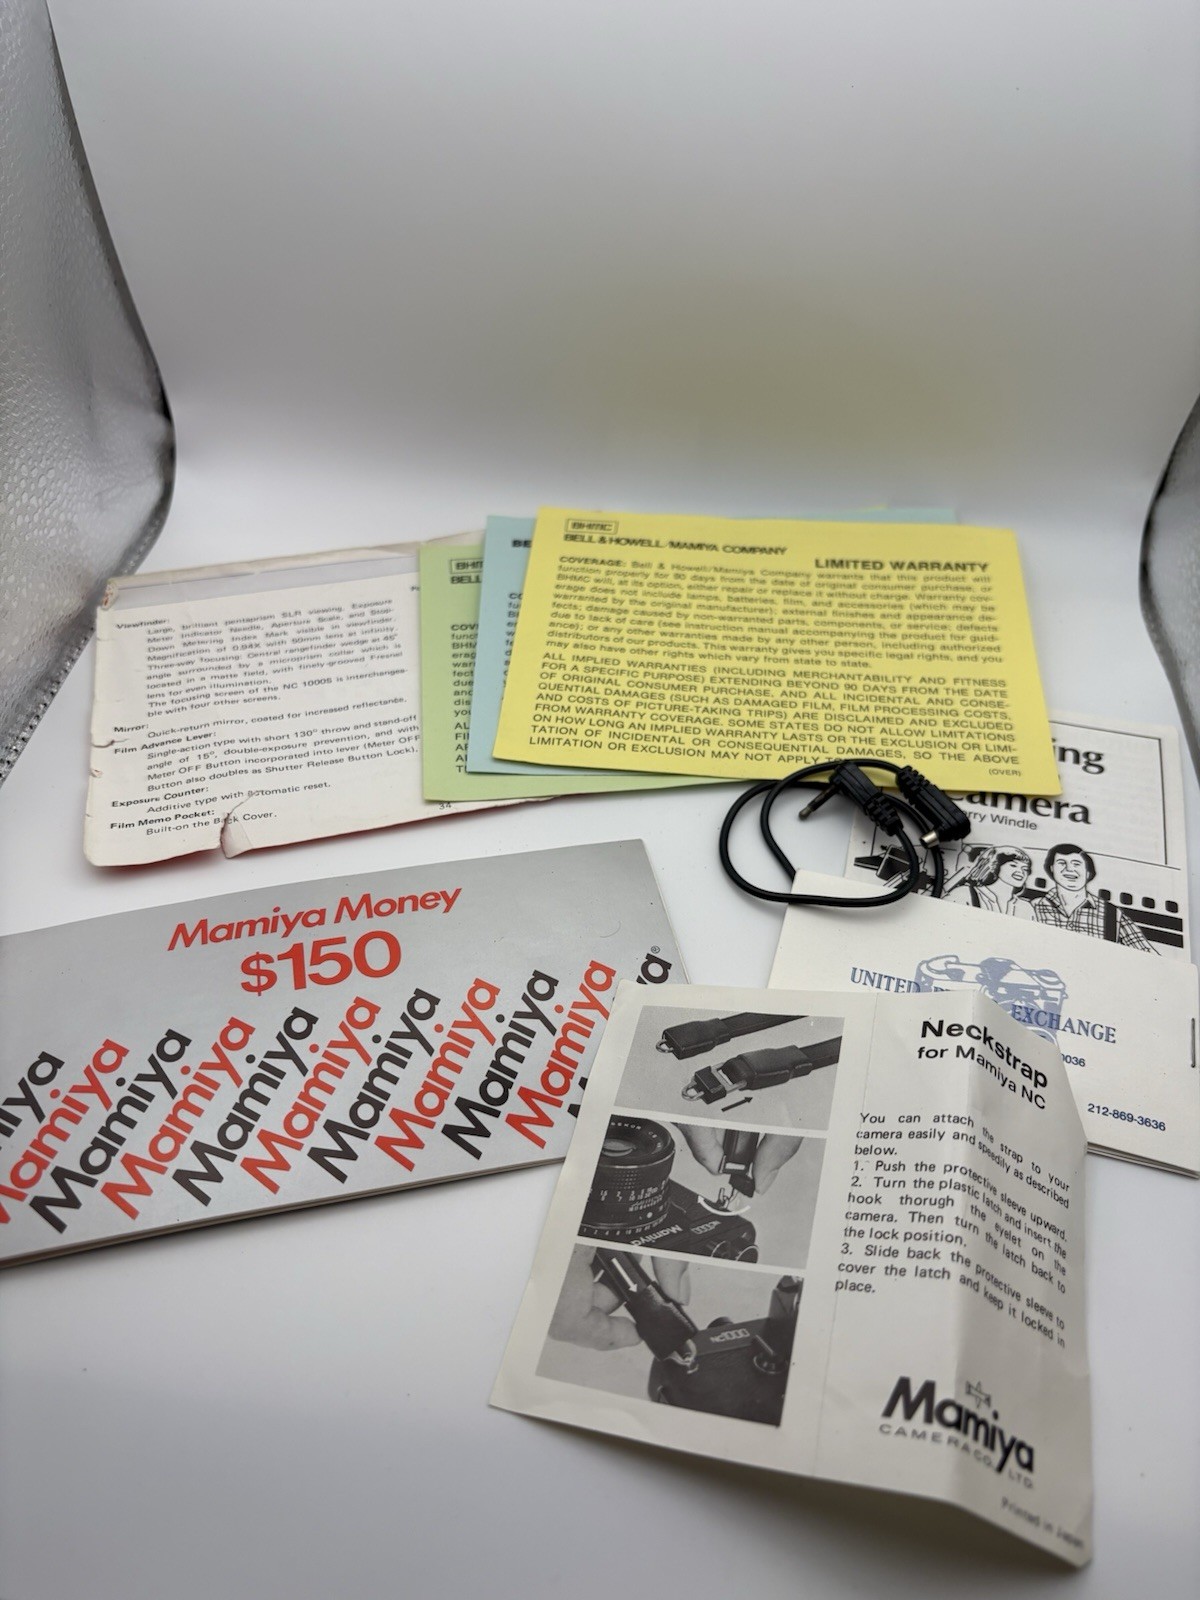 Viewfinder:
Large, brilliant pentaprism SLR viewing. Exposure
Meter Indicator Needle, Aperture Scale, and Stop-
Down Metering Index Mark visible in viewfinder.
Magnification of 0.94X with 50mm lens at infinity.
Three-way focusing: Central rangefinder wedge at 45°
angle surrounded by a microprism collar which is
located in a matte field, with finely-grooved Fresnel
lens for even illumination.
The focusing screen of the NC 1000S is interchangea-
ble with four other screens.
Mirror:
Quick-return mirror, coated for increased reflectance.
Film Advance Lever:
Single-action type with short 130° throw and stand-off
angle of 15°, double-exposure prevention, and with
Meter OFF Button incorporated into lever (Meter OFF
Button also doubles as Shutter Release Button Lock).
Exposure Counter:
Additive type with automatic reset.
Film Memo Pocket:
Built-on the Back Cover.
34
BHMC
BELL & HOWELL/MAMIYA COMPANY
LIMITED WARRANTY
COVERAGE: Bell & Howell/Mamiya Company warrants that this product will
function properly for 90 days from the date of original consumer purchase, or
BHMC will, at its option, either repair or replace it without charge. Warranty cov-
erage does not include lamps, batteries, film, and accessories (which may be
warranted by the original manufacturer); external finishes and appearance de-
fects; damage caused by non-warranted parts, components, or service; defects
due to lack of care (see instruction manual accompanying the product for guid-
ance); or any other warranties made by any other person, including authorized
distributors of our products. This warranty gives you specific legal rights, and you
may also have other rights which vary from state to state.
ALL IMPLIED WARRANTIES (INCLUDING MERCHANTABILITY AND FITNESS
FOR A SPECIFIC PURPOSE) EXTENDING BEYOND 90 DAYS FROM THE DATE
OF ORIGINAL CONSUMER PURCHASE, AND ALL INCIDENTAL AND CONSE-
QUENTIAL DAMAGES (SUCH AS DAMAGED FILM, FILM PROCESSING COSTS,
AND COSTS OF PICTURE-TAKING TRIPS) ARE DISCLAIMED AND EXCLUDED
FROM WARRANTY COVERAGE. SOME STATES DO NOT ALLOW LIMITATIONS
ON HOW LONG AN IMPLIED WARRANTY LASTS OR THE EXCLUSION OR LIMI-
TATION OF INCIDENTAL OR CONSEQUENTIAL DAMAGES, SO THE ABOVE
LIMITATION OR EXCLUSION MAY NOT APPLY TO
(OVER)
Camera
Windle
Mamiya Money
$150
Mamiya
Mamiya
Mamiya
Mamiya
Mamiya
Mamiya
Mamiya
Mamiya
Mamiya
Mamiya
UNITED
EXCHANGE
212-869-3636
Neckstrap
for Mamiya NC
You can attach the strap to your
camera easily and speedily as described
below.
1. Push the protective sleeve upward.
2. Turn the plastic latch and insert the
hook thorugh the eyelet on the
camera. Then turn the latch back to
the lock position.
3. Slide back the protective sleeve to
cover the latch and keep it locked in
place.
Mamiya
NC1000
Mamiya
CAMERA CO., LTD.
Printed in Japan